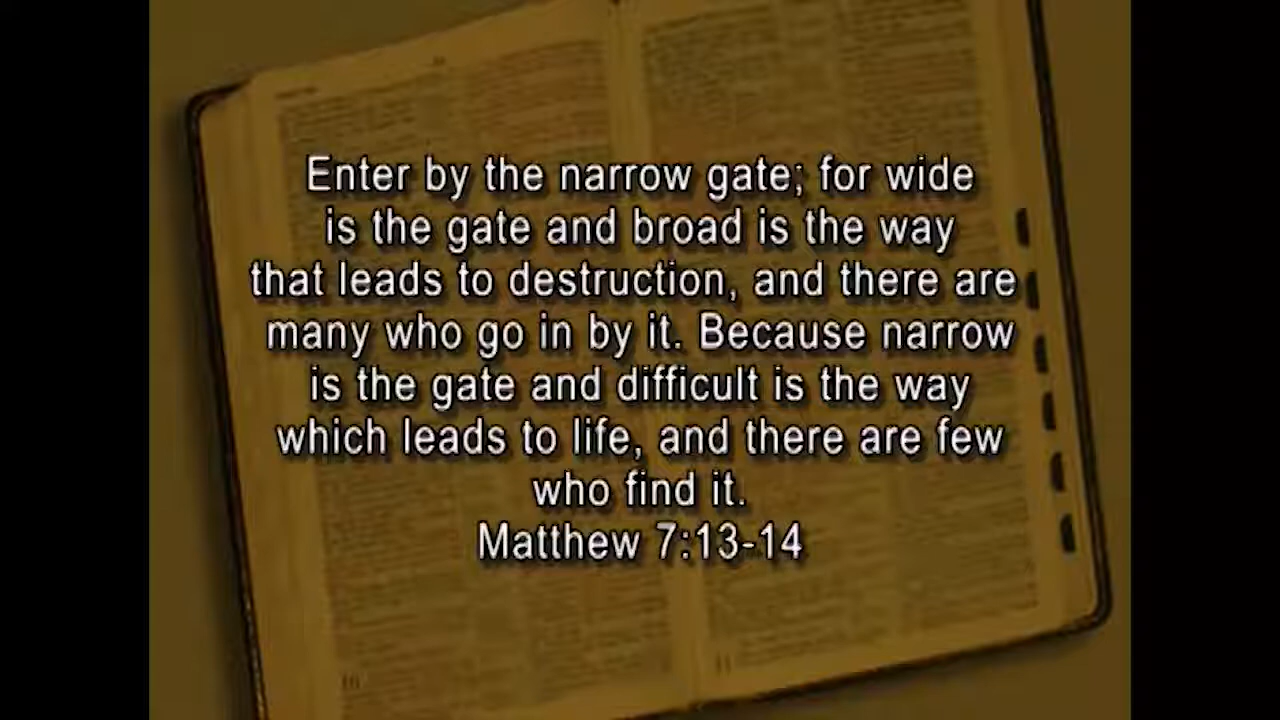 Enter by the narrow gate; for wide
is the gate and broad is the way
that leads to destruction, and there are
many who go in by it. Because narrow
is the gate and difficult is the way
which leads to life, and there are few
who find it.
Matthew 7:13-14